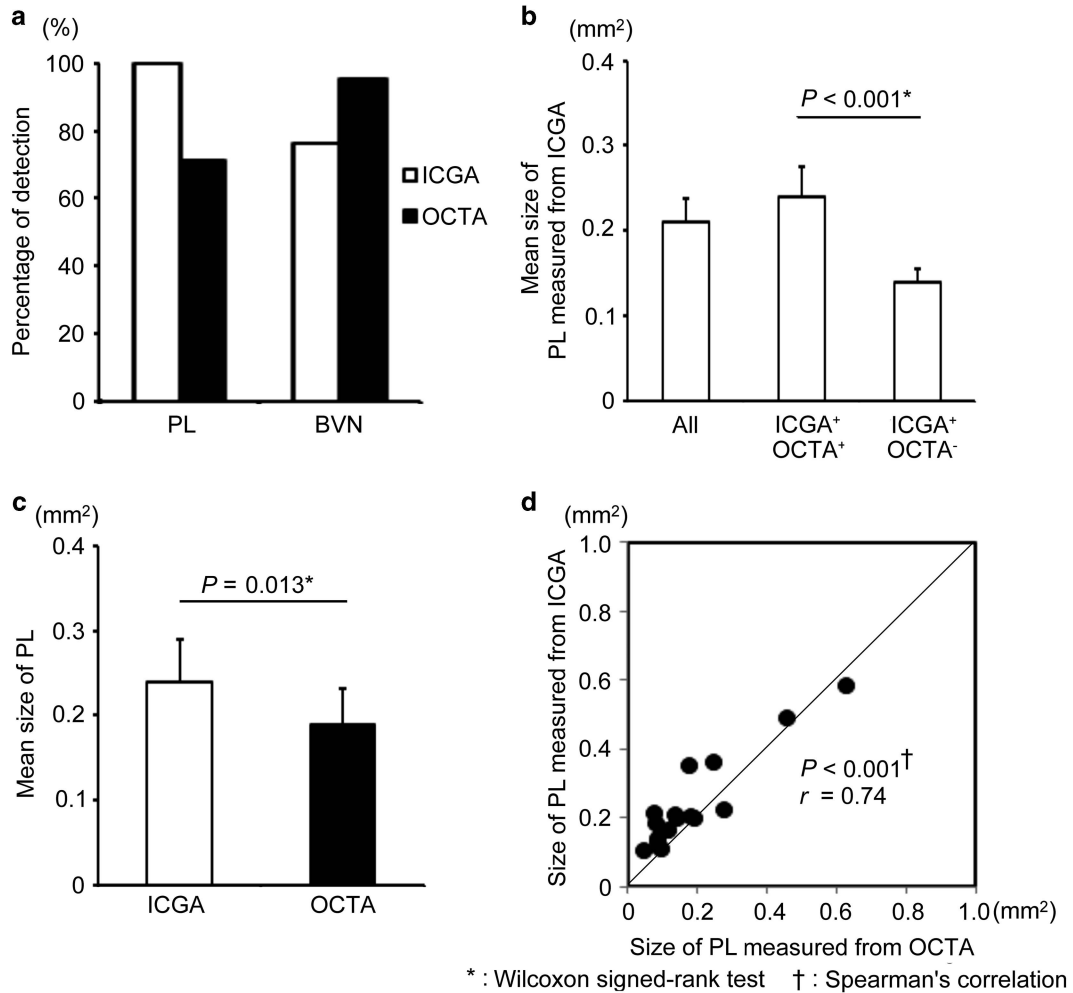 a (%)
100
80
60
40
20
0
Percentage of detection
PL BVN
ICGA
OCTA
b (mm²)
0.4
0.3
0.2
0.1
0
Mean size of
PL measured from ICGA
P < 0.001*
All ICGA⁺ ICGA⁺
OCTA⁺ OCTA⁻
c (mm²)
0.4
0.3
0.2
0.1
0
Mean size of PL
P = 0.013*
ICGA OCTA
d (mm²)
1.0
0.8
0.6
0.4
0.2
0
Size of PL measured from ICGA
P < 0.001†
r = 0.74
0 0.2 0.4 0.6 0.8 1.0 (mm²)
Size of PL measured from OCTA
* : Wilcoxon signed-rank test † : Spearman's correlation